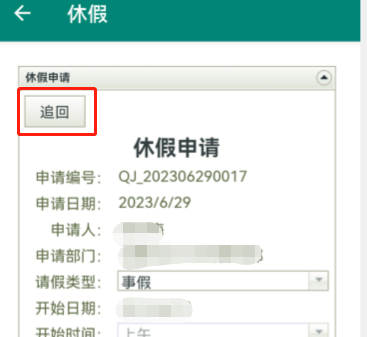 休假
休假申请
追回
休假申请
申请编号: QJ_202306290017
申请日期: 2023/6/29
申请人:
申请部门:
请假类型: 事假
开始日期:
开始时间: 上午